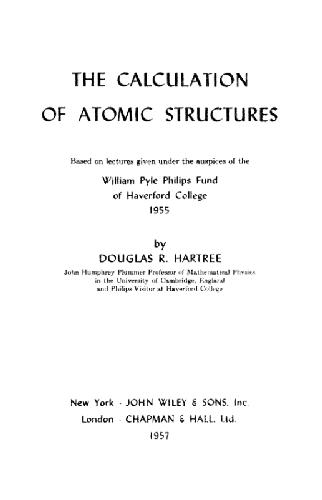 THE CALCULATION
OF ATOMIC STRUCTURES
Based on lectures given under the auspices of the
William Pyle Philips Fund
of Haverford College
1955
by
DOUGLAS R. HARTREE
John Humphrey Plummer Professor of Mathematical Physics
in the University of Cambridge, England
and Philips Visitor at Haverford College
New York · JOHN WILEY & SONS, Inc.
London · CHAPMAN & HALL, Ltd.
1957